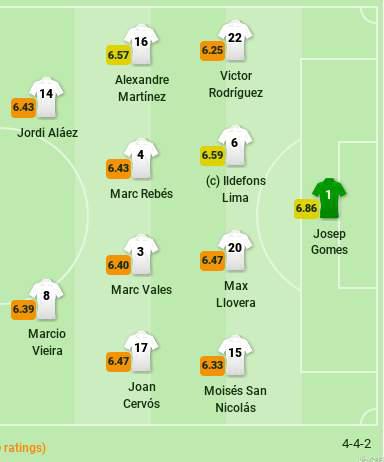 16
6.57
Alexandre
Martínez
22
6.25
Victor
Rodríguez
14
6.43
Jordi Aláez
4
6.43
Marc Rebés
6
6.59
(c) Ildefons
Lima
1
6.86
Josep
Gomes
3
6.40
Marc Vales
20
6.47
Max
Llovera
8
6.39
Marcio
Vieira
17
6.47
Joan
Cervós
15
6.33
Moisés San
Nicolás
ratings)
4-4-2